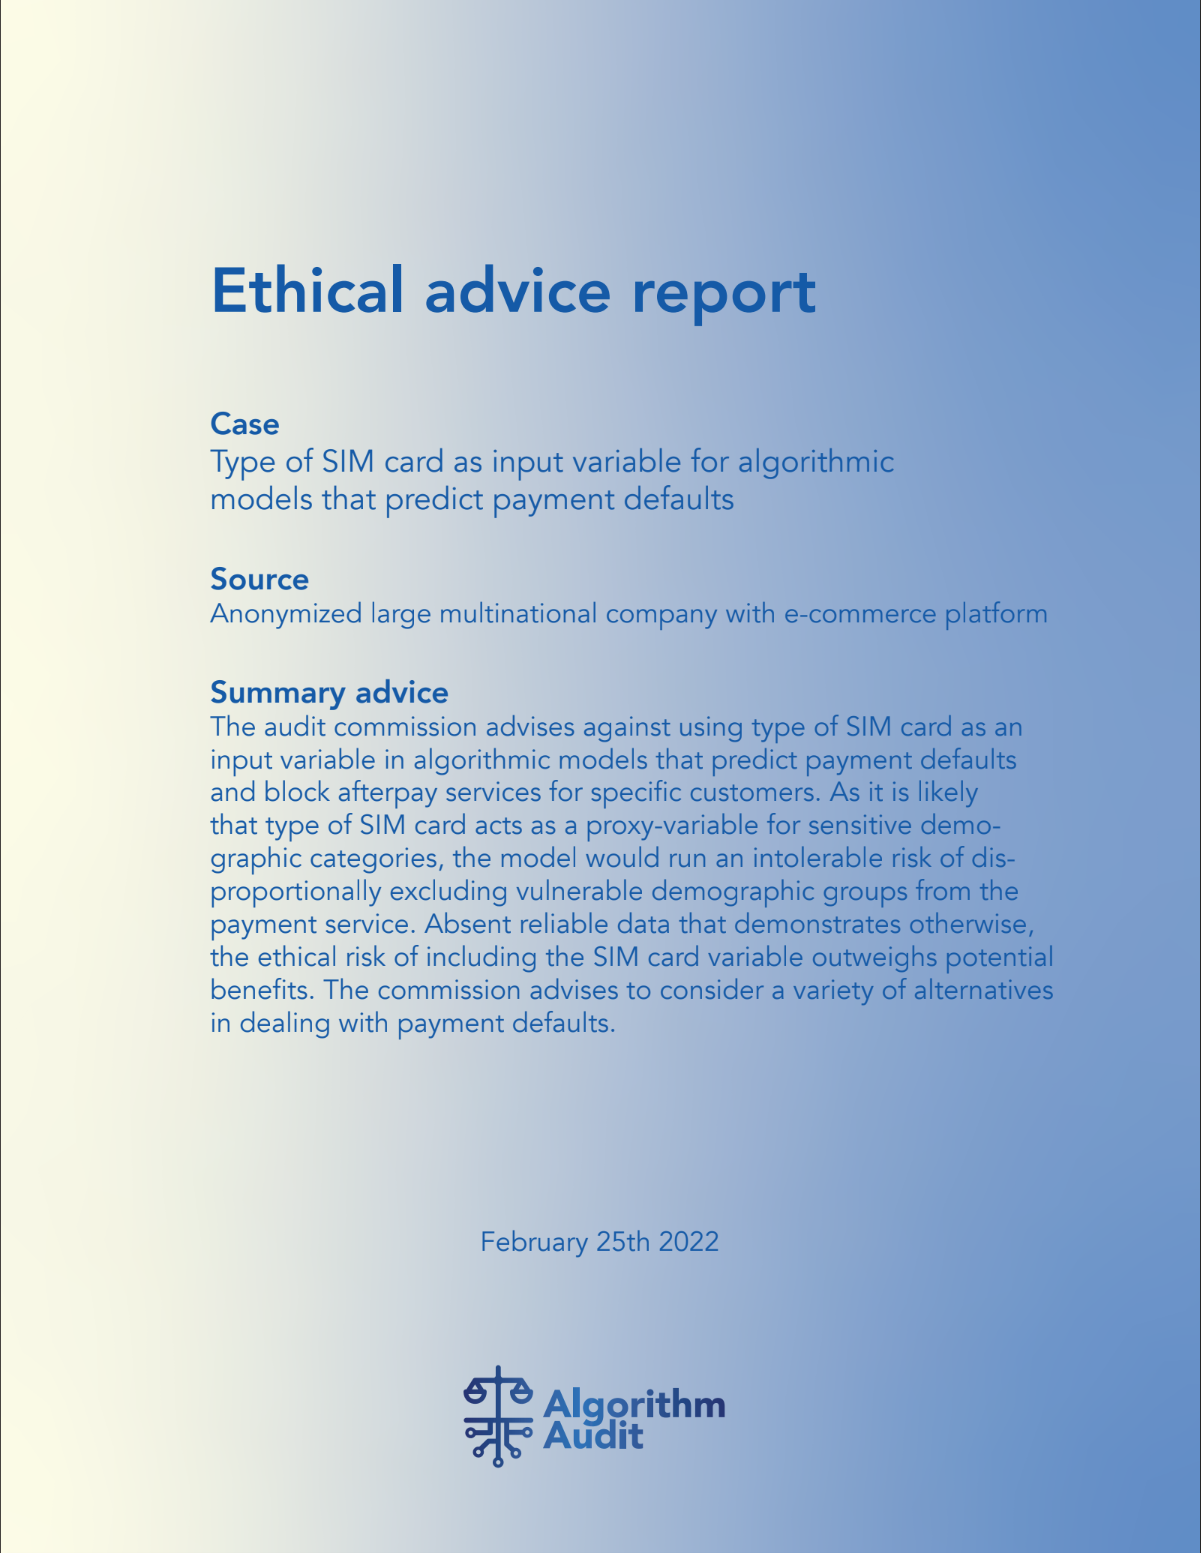 Ethical advice report
Case
Type of SIM card as input variable for algorithmic
models that predict payment defaults
Source
Anonymized large multinational company with e-commerce platform
Summary advice
The audit commission advises against using type of SIM card as an
input variable in algorithmic models that predict payment defaults
and block afterpay services for specific customers. As it is likely
that type of SIM card acts as a proxy-variable for sensitive demo-
graphic categories, the model would run an intolerable risk of dis-
proportionally excluding vulnerable demographic groups from the
payment service. Absent reliable data that demonstrates otherwise,
the ethical risk of including the SIM card variable outweighs potential
benefits. The commission advises to consider a variety of alternatives
in dealing with payment defaults.
February 25th 2022
Algorithm
Audit